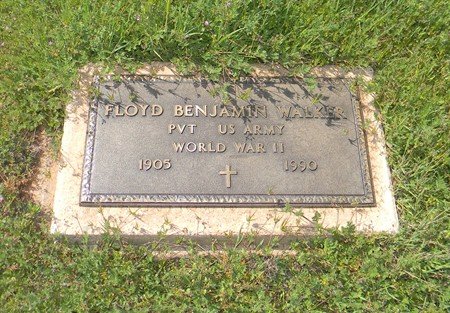 FLOYD BENJAMIN WALKER
PVT US ARMY
WORLD WAR II
1905 1990